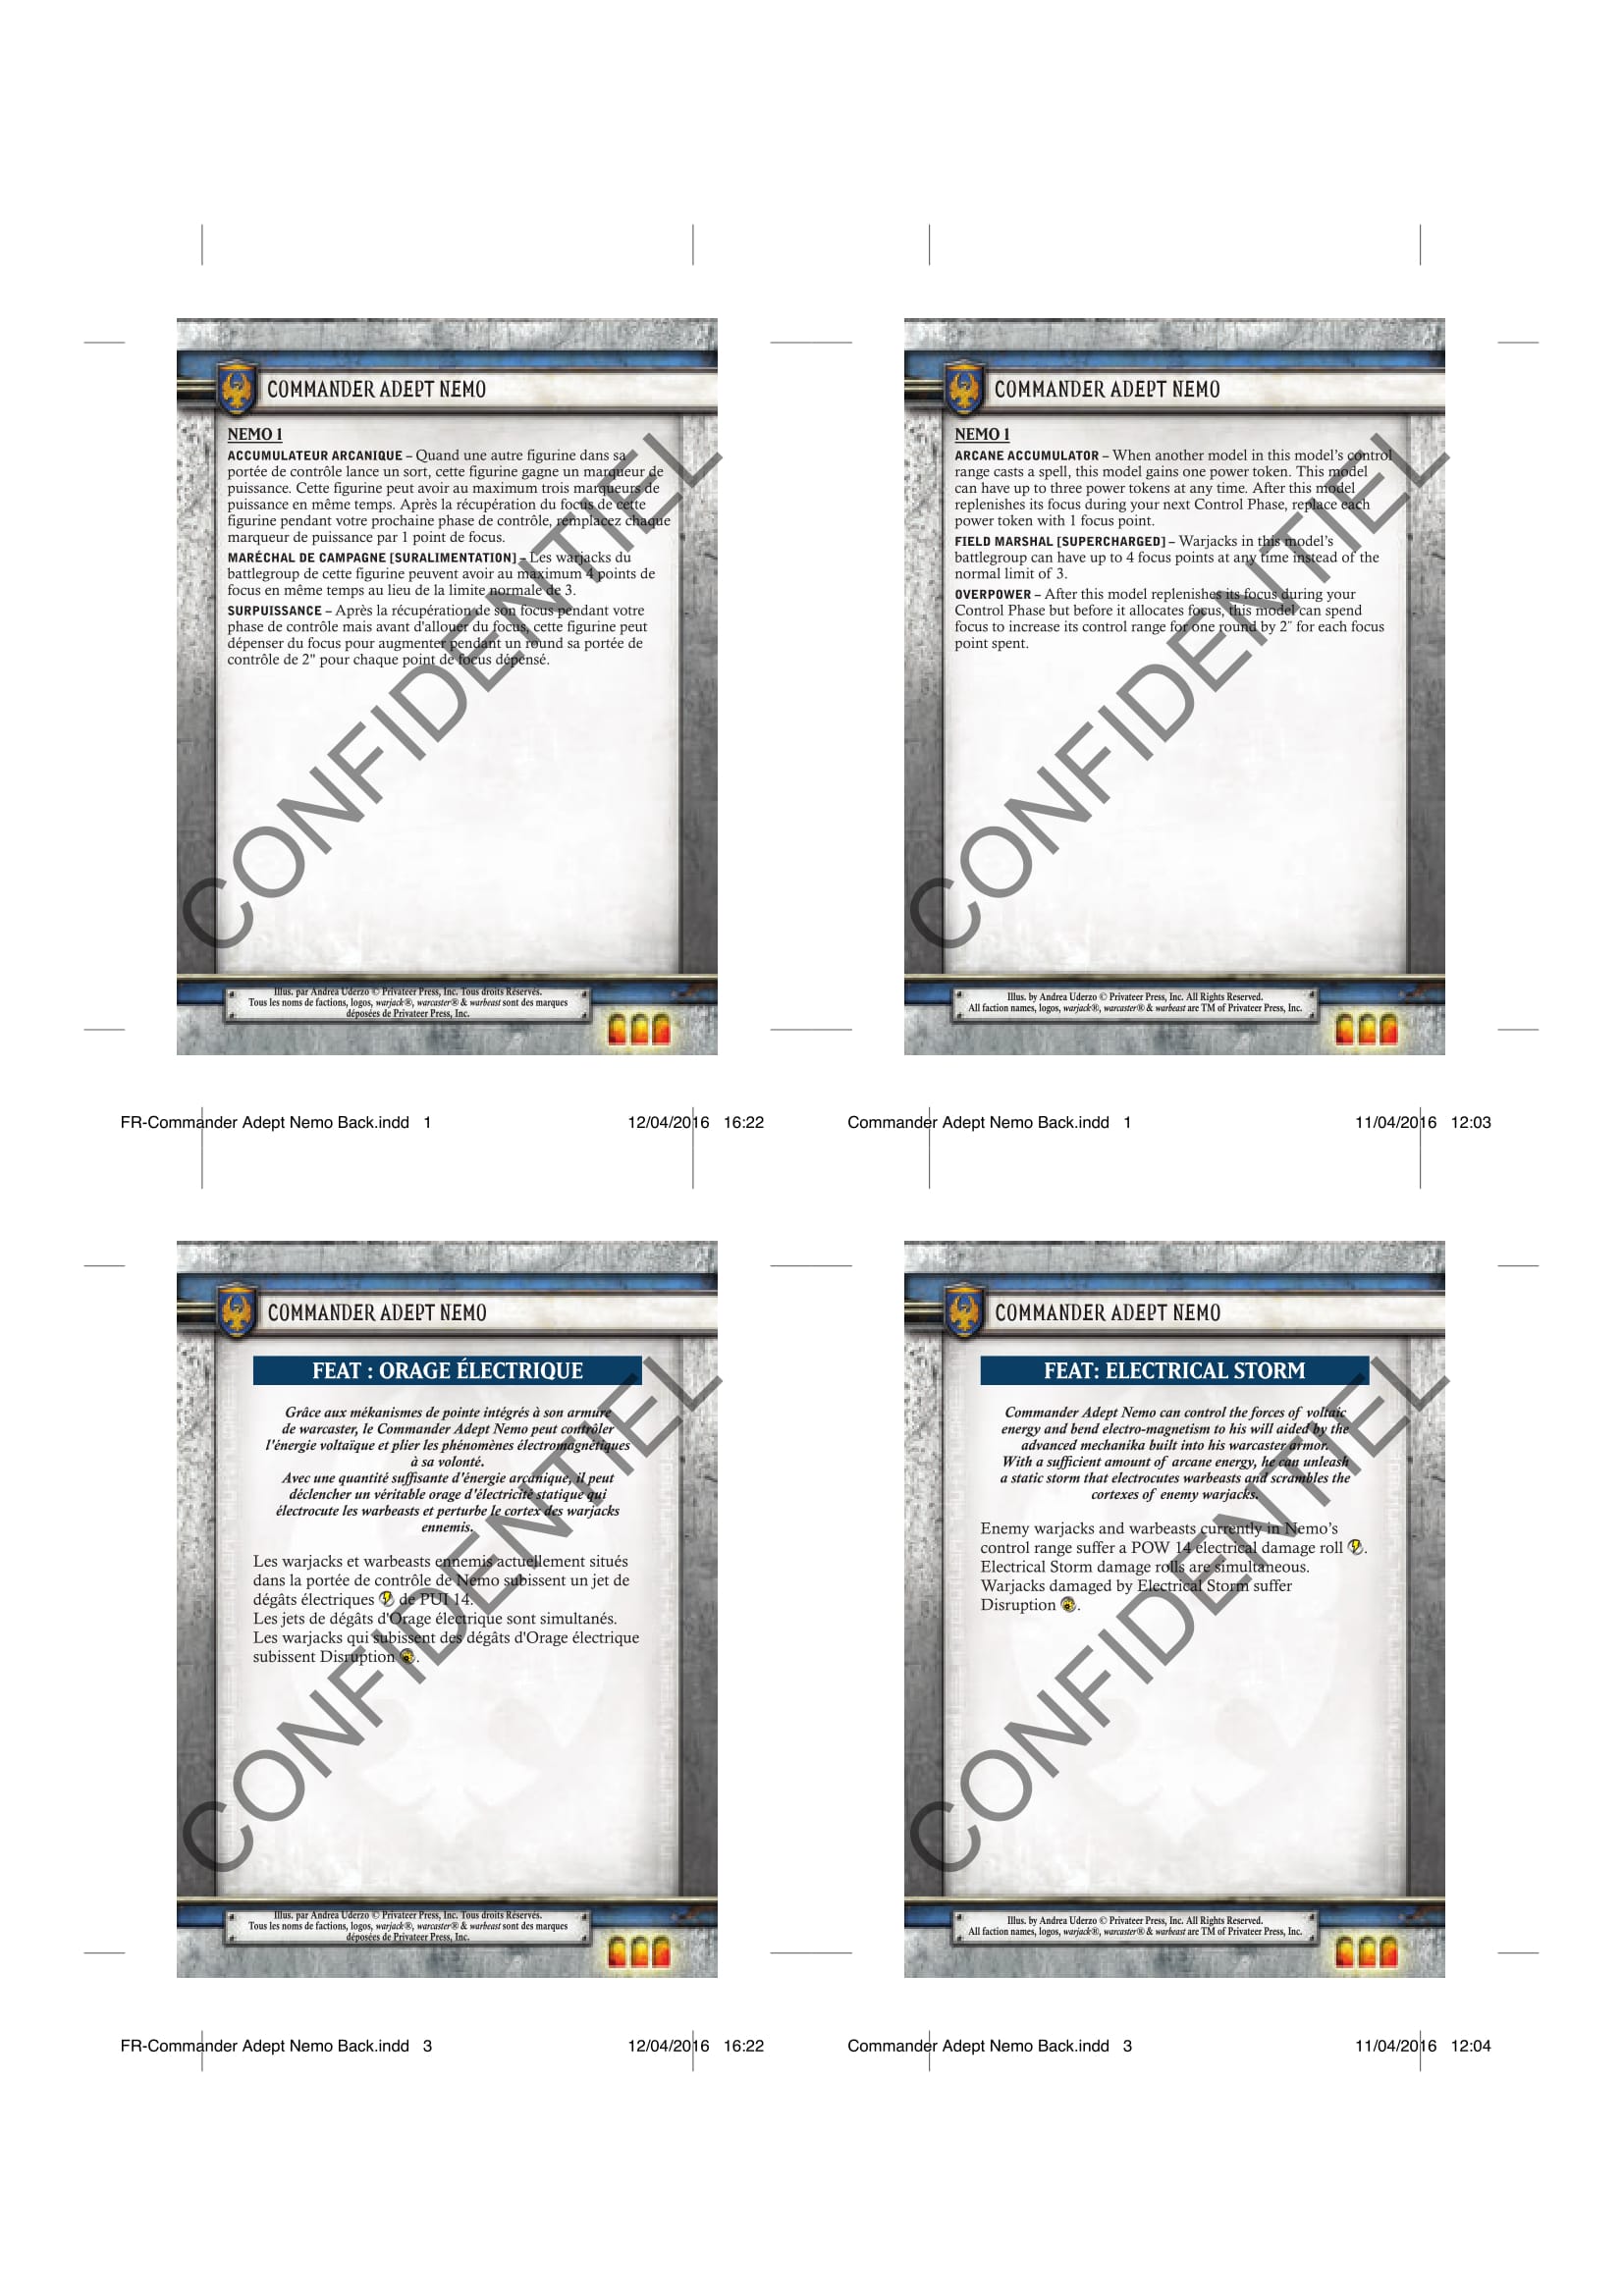 COMMANDER ADEPT NEMO
NEMO 1
ACCUMULATEUR ARCANIQUE – Quand une autre figurine dans sa
portée de contrôle lance un sort, cette figurine gagne un marqueur de
puissance. Cette figurine peut avoir au maximum trois marqueurs de
puissance en même temps. Après la récupération du focus de cette
figurine pendant votre prochaine phase de contrôle, remplacez chaque
marqueur de puissance par 1 point de focus.
MARÉCHAL DE CAMPAGNE [SURALIMENTATION] – Les warjacks du
battlegroup de cette figurine peuvent avoir au maximum 4 points de
focus en même temps au lieu de la limite normale de 3.
SURPUISSANCE – Après la récupération de son focus pendant votre
phase de contrôle mais avant d'allouer du focus, cette figurine peut
dépenser du focus pour augmenter pendant un round sa portée de
contrôle de 2" pour chaque point de focus dépensé.
CONFIDENTIEL
Illus. par Andrea Uderzo © Privateer Press, Inc. Tous droits Réservés.
Tous les noms de factions, logos, warjack®, warcaster® & warbeast sont des marques
déposées de Privateer Press, Inc.
FR-Commander Adept Nemo Back.indd 1
12/04/2016 16:22
COMMANDER ADEPT NEMO
NEMO 1
ARCANE ACCUMULATOR – When another model in this model's control
range casts a spell, this model gains one power token. This model
can have up to three power tokens at any time. After this model
replenishes its focus during your next Control Phase, replace each
power token with 1 focus point.
FIELD MARSHAL [SUPERCHARGED] – Warjacks in this model's
battlegroup can have up to 4 focus points at any time instead of the
normal limit of 3.
OVERPOWER – After this model replenishes its focus during your
Control Phase but before it allocates focus, this model can spend
focus to increase its control range for one round by 2˝ for each focus
point spent.
CONFIDENTIEL
Illus. by Andrea Uderzo © Privateer Press, Inc. All Rights Reserved.
All faction names, logos, warjack®, warcaster® & warbeast are TM of Privateer Press, Inc.
Commander Adept Nemo Back.indd 1
11/04/2016 12:03
COMMANDER ADEPT NEMO
FEAT : ORAGE ÉLECTRIQUE
Grâce aux mékanismes de pointe intégrés à son armure
de warcaster, le Commander Adept Nemo peut contrôler
l'énergie voltaïque et plier les phénomènes électromagnétiques
à sa volonté.
Avec une quantité suffisante d'énergie arcanique, il peut
déclencher un véritable orage d'électricité statique qui
électrocute les warbeasts et perturbe le cortex des warjacks
ennemis.
Les warjacks et warbeasts ennemis actuellement situés
dans la portée de contrôle de Nemo subissent un jet de
dégâts électriques de PUI 14.
Les jets de dégâts d'Orage électrique sont simultanés.
Les warjacks qui subissent des dégâts d'Orage électrique
subissent Disruption .
CONFIDENTIEL
Illus. par Andrea Uderzo © Privateer Press, Inc. Tous droits Réservés.
Tous les noms de factions, logos, warjack®, warcaster® & warbeast sont des marques
déposées de Privateer Press, Inc.
FR-Commander Adept Nemo Back.indd 3
12/04/2016 16:22
COMMANDER ADEPT NEMO
FEAT: ELECTRICAL STORM
Commander Adept Nemo can control the forces of voltaic
energy and bend electro-magnetism to his will aided by the
advanced mechanika built into his warcaster armor.
With a sufficient amount of arcane energy, he can unleash
a static storm that electrocutes warbeasts and scrambles the
cortexes of enemy warjacks.
Enemy warjacks and warbeasts currently in Nemo's
control range suffer a POW 14 electrical damage roll .
Electrical Storm damage rolls are simultaneous.
Warjacks damaged by Electrical Storm suffer
Disruption .
CONFIDENTIEL
Illus. by Andrea Uderzo © Privateer Press, Inc. All Rights Reserved.
All faction names, logos, warjack®, warcaster® & warbeast are TM of Privateer Press, Inc.
Commander Adept Nemo Back.indd 3
11/04/2016 12:04